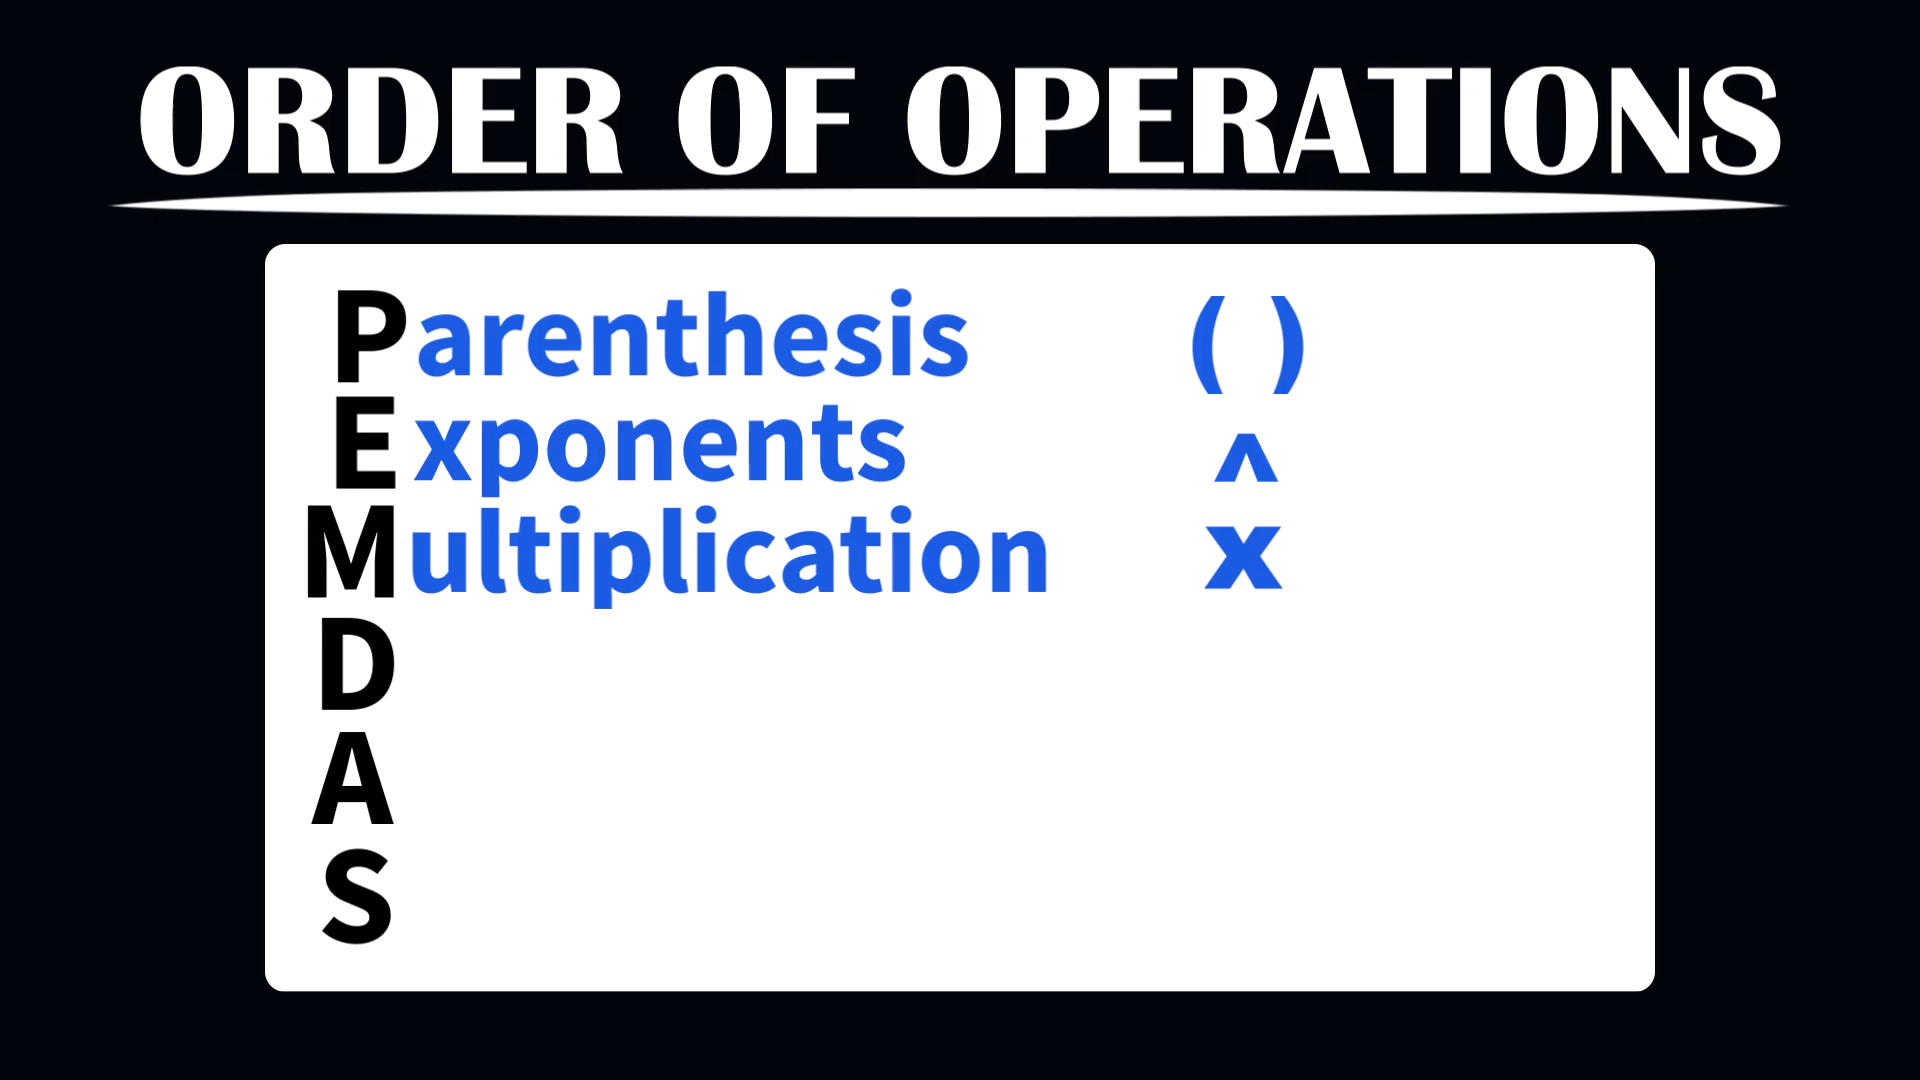 ORDER OF OPERATIONS
Parenthesis ( )
Exponents ^
Multiplication x
D
A
S